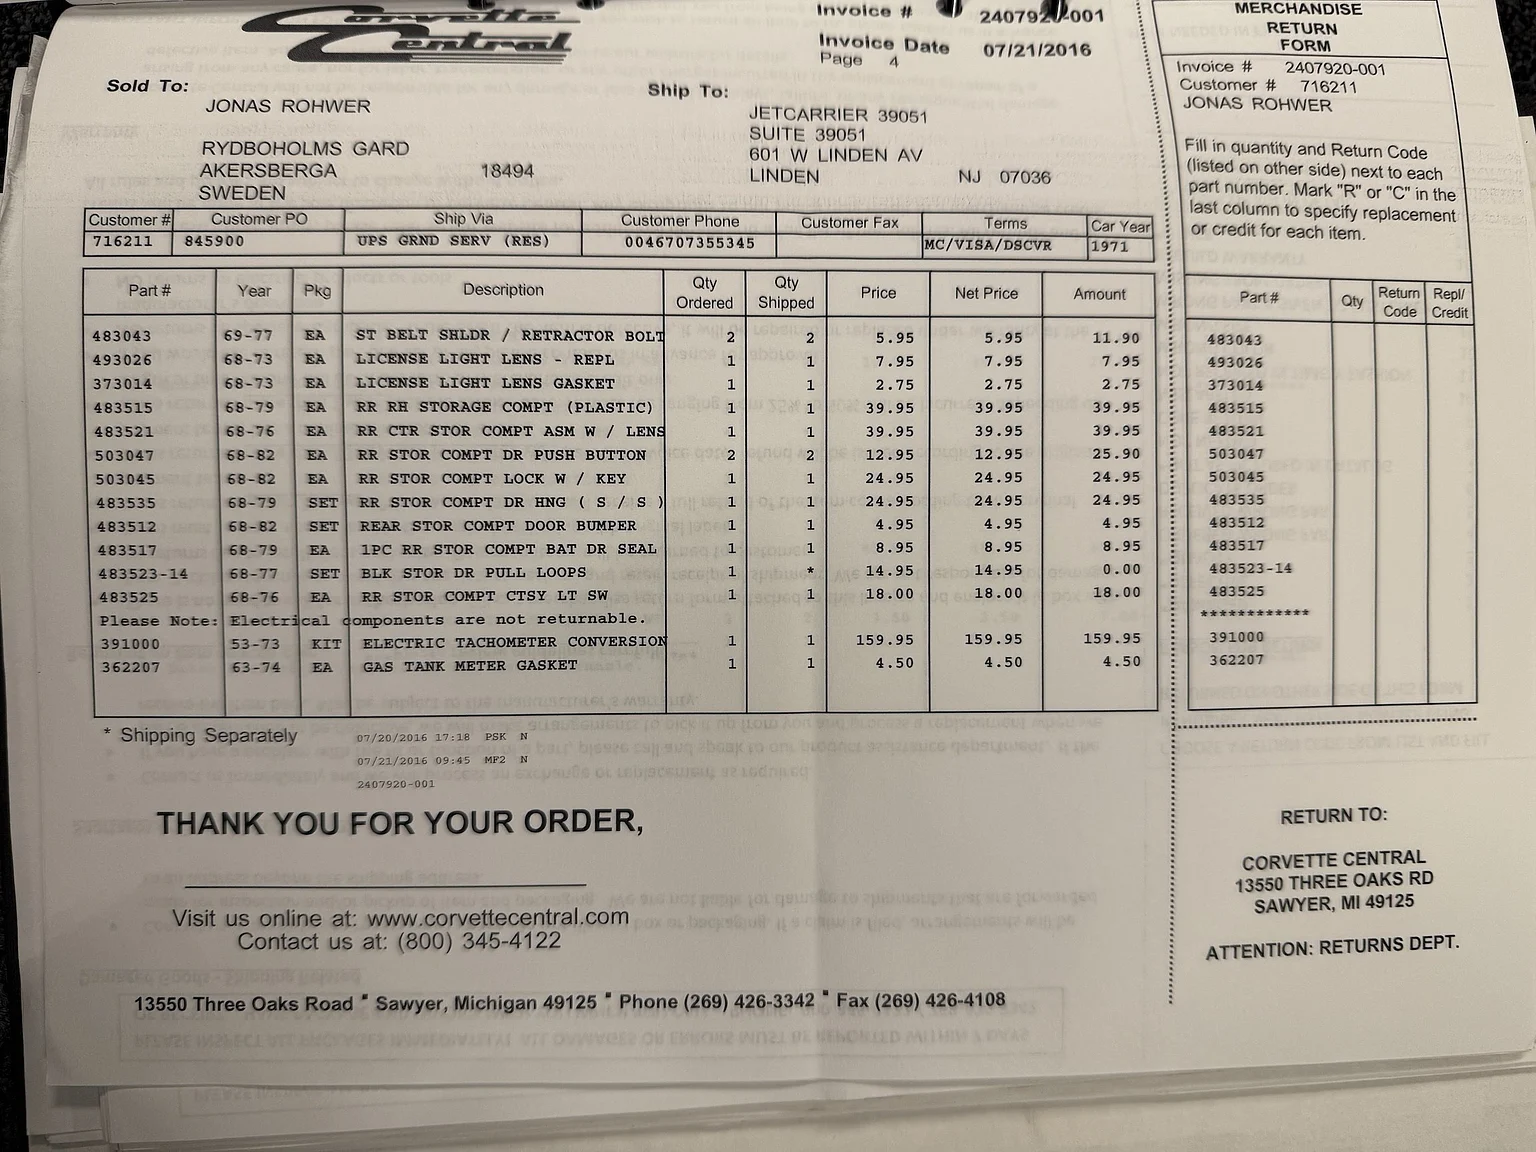 Corvette
Central
Invoice # 2407920-001
Invoice Date 07/21/2016
Page 4
Sold To:
JONAS ROHWER
RYDBOHOLMS GARD
AKERSBERGA 18494
SWEDEN
Ship To:
JETCARRIER 39051
SUITE 39051
601 W LINDEN AV
LINDEN NJ 07036
Customer # Customer PO Ship Via Customer Phone Customer Fax Terms Car Year
716211 845900 UPS GRND SERV (RES) 0046707355345 MC/VISA/DSCVR 1971
Part # Year Pkg Description Qty Ordered Qty Shipped Price Net Price Amount
483043 69-77 EA ST BELT SHLDR / RETRACTOR BOLT 2 2 5.95 5.95 11.90
493026 68-73 EA LICENSE LIGHT LENS - REPL 1 1 7.95 7.95 7.95
373014 68-73 EA LICENSE LIGHT LENS GASKET 1 1 2.75 2.75 2.75
483515 68-79 EA RR RH STORAGE COMPT (PLASTIC) 1 1 39.95 39.95 39.95
483521 68-76 EA RR CTR STOR COMPT ASM W / LENS 1 1 39.95 39.95 39.95
503047 68-82 EA RR STOR COMPT DR PUSH BUTTON 2 2 12.95 12.95 25.90
503045 68-82 EA RR STOR COMPT LOCK W / KEY 1 1 24.95 24.95 24.95
483535 68-79 SET RR STOR COMPT DR HNG ( S / S ) 1 1 24.95 24.95 24.95
483512 68-82 SET REAR STOR COMPT DOOR BUMPER 1 1 4.95 4.95 4.95
483517 68-79 EA 1PC RR STOR COMPT BAT DR SEAL 1 1 8.95 8.95 8.95
483523-14 68-77 SET BLK STOR DR PULL LOOPS 1 * 14.95 14.95 0.00
483525 68-76 EA RR STOR COMPT CTSY LT SW 1 1 18.00 18.00 18.00
Please Note: Electrical components are not returnable.
391000 53-73 KIT ELECTRIC TACHOMETER CONVERSION 1 1 159.95 159.95 159.95
362207 63-74 EA GAS TANK METER GASKET 1 1 4.50 4.50 4.50
* Shipping Separately
07/20/2016 17:18 PSK N
07/21/2016 09:45 MF2 N
2407920-001
THANK YOU FOR YOUR ORDER,
Visit us online at: www.corvettecentral.com
Contact us at: (800) 345-4122
13550 Three Oaks Road * Sawyer, Michigan 49125 * Phone (269) 426-3342 * Fax (269) 426-4108
MERCHANDISE
RETURN
FORM
Invoice # 2407920-001
Customer # 716211
JONAS ROHWER
Fill in quantity and Return Code
(listed on other side) next to each
part number. Mark "R" or "C" in the
last column to specify replacement
or credit for each item.
Part # Qty Return Code Repl/ Credit
483043
493026
373014
483515
483521
503047
503045
483535
483512
483517
483523-14
483525
************
391000
362207
RETURN TO:
CORVETTE CENTRAL
13550 THREE OAKS RD
SAWYER, MI 49125
ATTENTION: RETURNS DEPT.